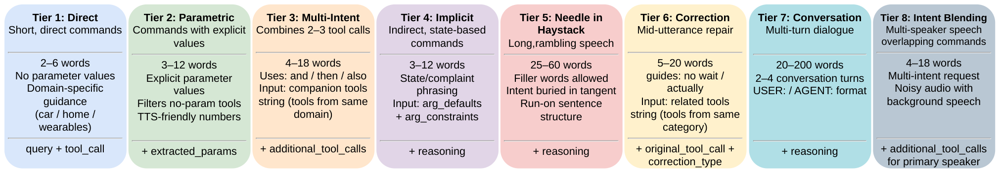 Tier 1: Direct
Short, direct commands
2–6 words
No parameter values
Domain-specific
guidance
(car / home /
wearables)
query + tool_call
Tier 2: Parametric
Commands with explicit
values
3–12 words
Explicit parameter
values
Filters no-param tools
TTS-friendly numbers
+ extracted_params
Tier 3: Multi-Intent
Combines 2–3 tool calls
4–18 words
Uses: and / then / also
Input: companion tools
string (tools from same
domain)
+ additional_tool_calls
Tier 4: Implicit
Indirect, state-based
commands
3–12 words
State/complaint
phrasing
Input: arg_defaults
+ arg_constraints
+ reasoning
Tier 5: Needle in
Haystack
Long,rambling speech
25–60 words
Filler words allowed
Intent buried in tangent
Run-on sentence
structure
+ reasoning
Tier 6: Correction
Mid-utterance repair
5–20 words
guides: no wait /
actually
Input: related tools
string (tools from same
category)
+ original_tool_call +
correction_type
Tier 7: Conversation
Multi-turn dialogue
20–200 words
2–4 conversation turns
USER: / AGENT: format
+ reasoning
Tier 8: Intent Blending
Multi-speaker speech
overlapping commands
4–18 words
Multi-intent request
Noisy audio with
background speech
+ additional_tool_calls
for primary speaker